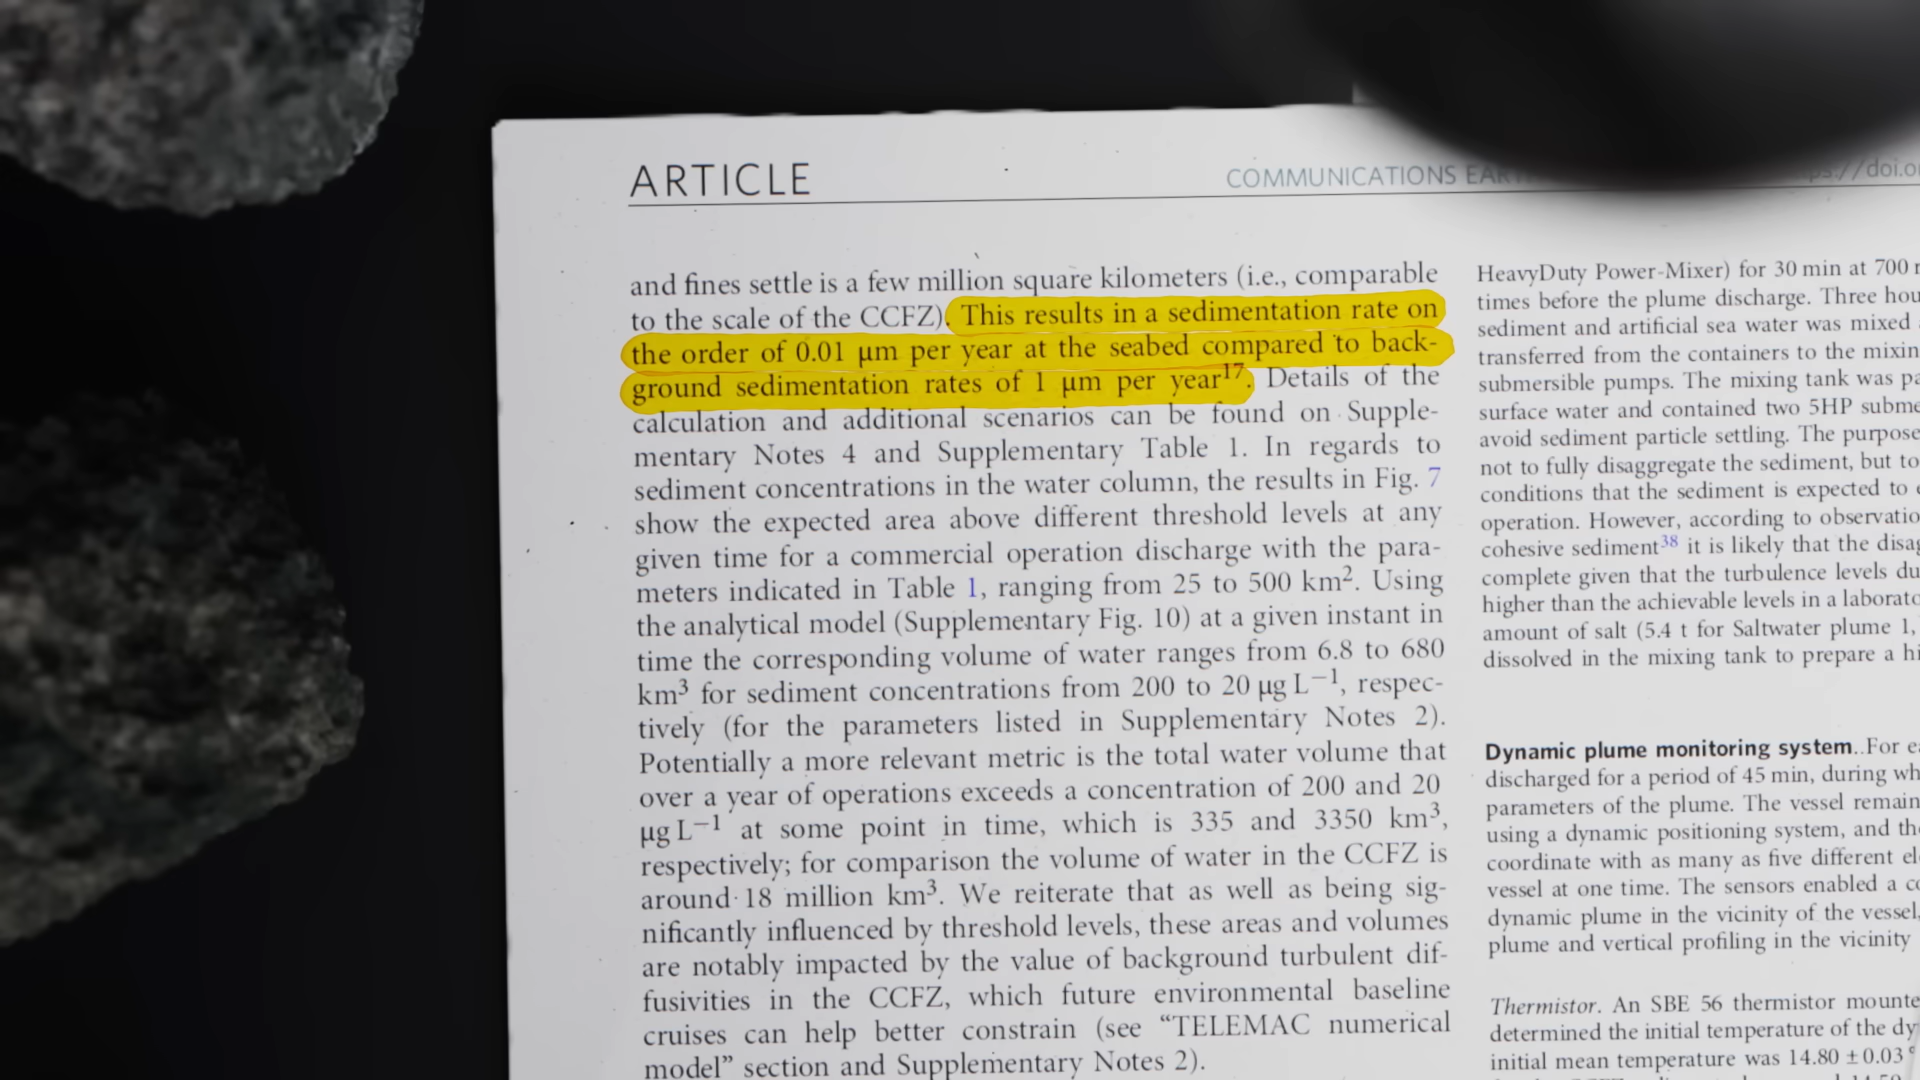 ARTICLE
COMMUNICATIONS
://doi.o
and fines settle is a few million square kilometers (i.e., comparable
to the scale of the CCFZ). This results in a sedimentation rate on
the order of 0.01 μm per year at the seabed compared to back-
ground sedimentation rates of 1 μm per year¹⁷. Details of the
calculation and additional scenarios can be found on Supple-
mentary Notes 4 and Supplementary Table 1. In regards to
sediment concentrations in the water column, the results in Fig. 7
show the expected area above different threshold levels at any
given time for a commercial operation discharge with the para-
meters indicated in Table 1, ranging from 25 to 500 km². Using
the analytical model (Supplementary Fig. 10) at a given instant in
time the corresponding volume of water ranges from 6.8 to 680
km³ for sediment concentrations from 200 to 20 μg L⁻¹, respec-
tively (for the parameters listed in Supplementary Notes 2).
Potentially a more relevant metric is the total water volume that
over a year of operations exceeds a concentration of 200 and 20
μg L⁻¹ at some point in time, which is 335 and 3350 km³,
respectively; for comparison the volume of water in the CCFZ is
around 18 million km³. We reiterate that as well as being sig-
nificantly influenced by threshold levels, these areas and volumes
are notably impacted by the value of background turbulent dif-
fusivities in the CCFZ, which future environmental baseline
cruises can help better constrain (see “TELEMAC numerical
model” section and Supplementary Notes 2).
HeavyDuty Power-Mixer) for 30 min at 700
times before the plume discharge. Three hou
sediment and artificial sea water was mixed
transferred from the containers to the mixin
submersible pumps. The mixing tank was pa
surface water and contained two 5HP subme
avoid sediment particle settling. The purpose
not to fully disaggregate the sediment, but to
conditions that the sediment is expected to
operation. However, according to observatio
cohesive sediment³⁸ it is likely that the disag
complete given that the turbulence levels du
higher than the achievable levels in a laborato
amount of salt (5.4 t for Saltwater plume 1,
dissolved in the mixing tank to prepare a hi
Dynamic plume monitoring system. For ea
discharged for a period of 45 min, during wh
parameters of the plume. The vessel remain
using a dynamic positioning system, and the
coordinate with as many as five different el
vessel at one time. The sensors enabled a co
dynamic plume in the vicinity of the vessel,
plume and vertical profiling in the vicinity
Thermistor. An SBE 56 thermistor mounte
determined the initial temperature of the dy
initial mean temperature was 14.80 ± 0.03 °